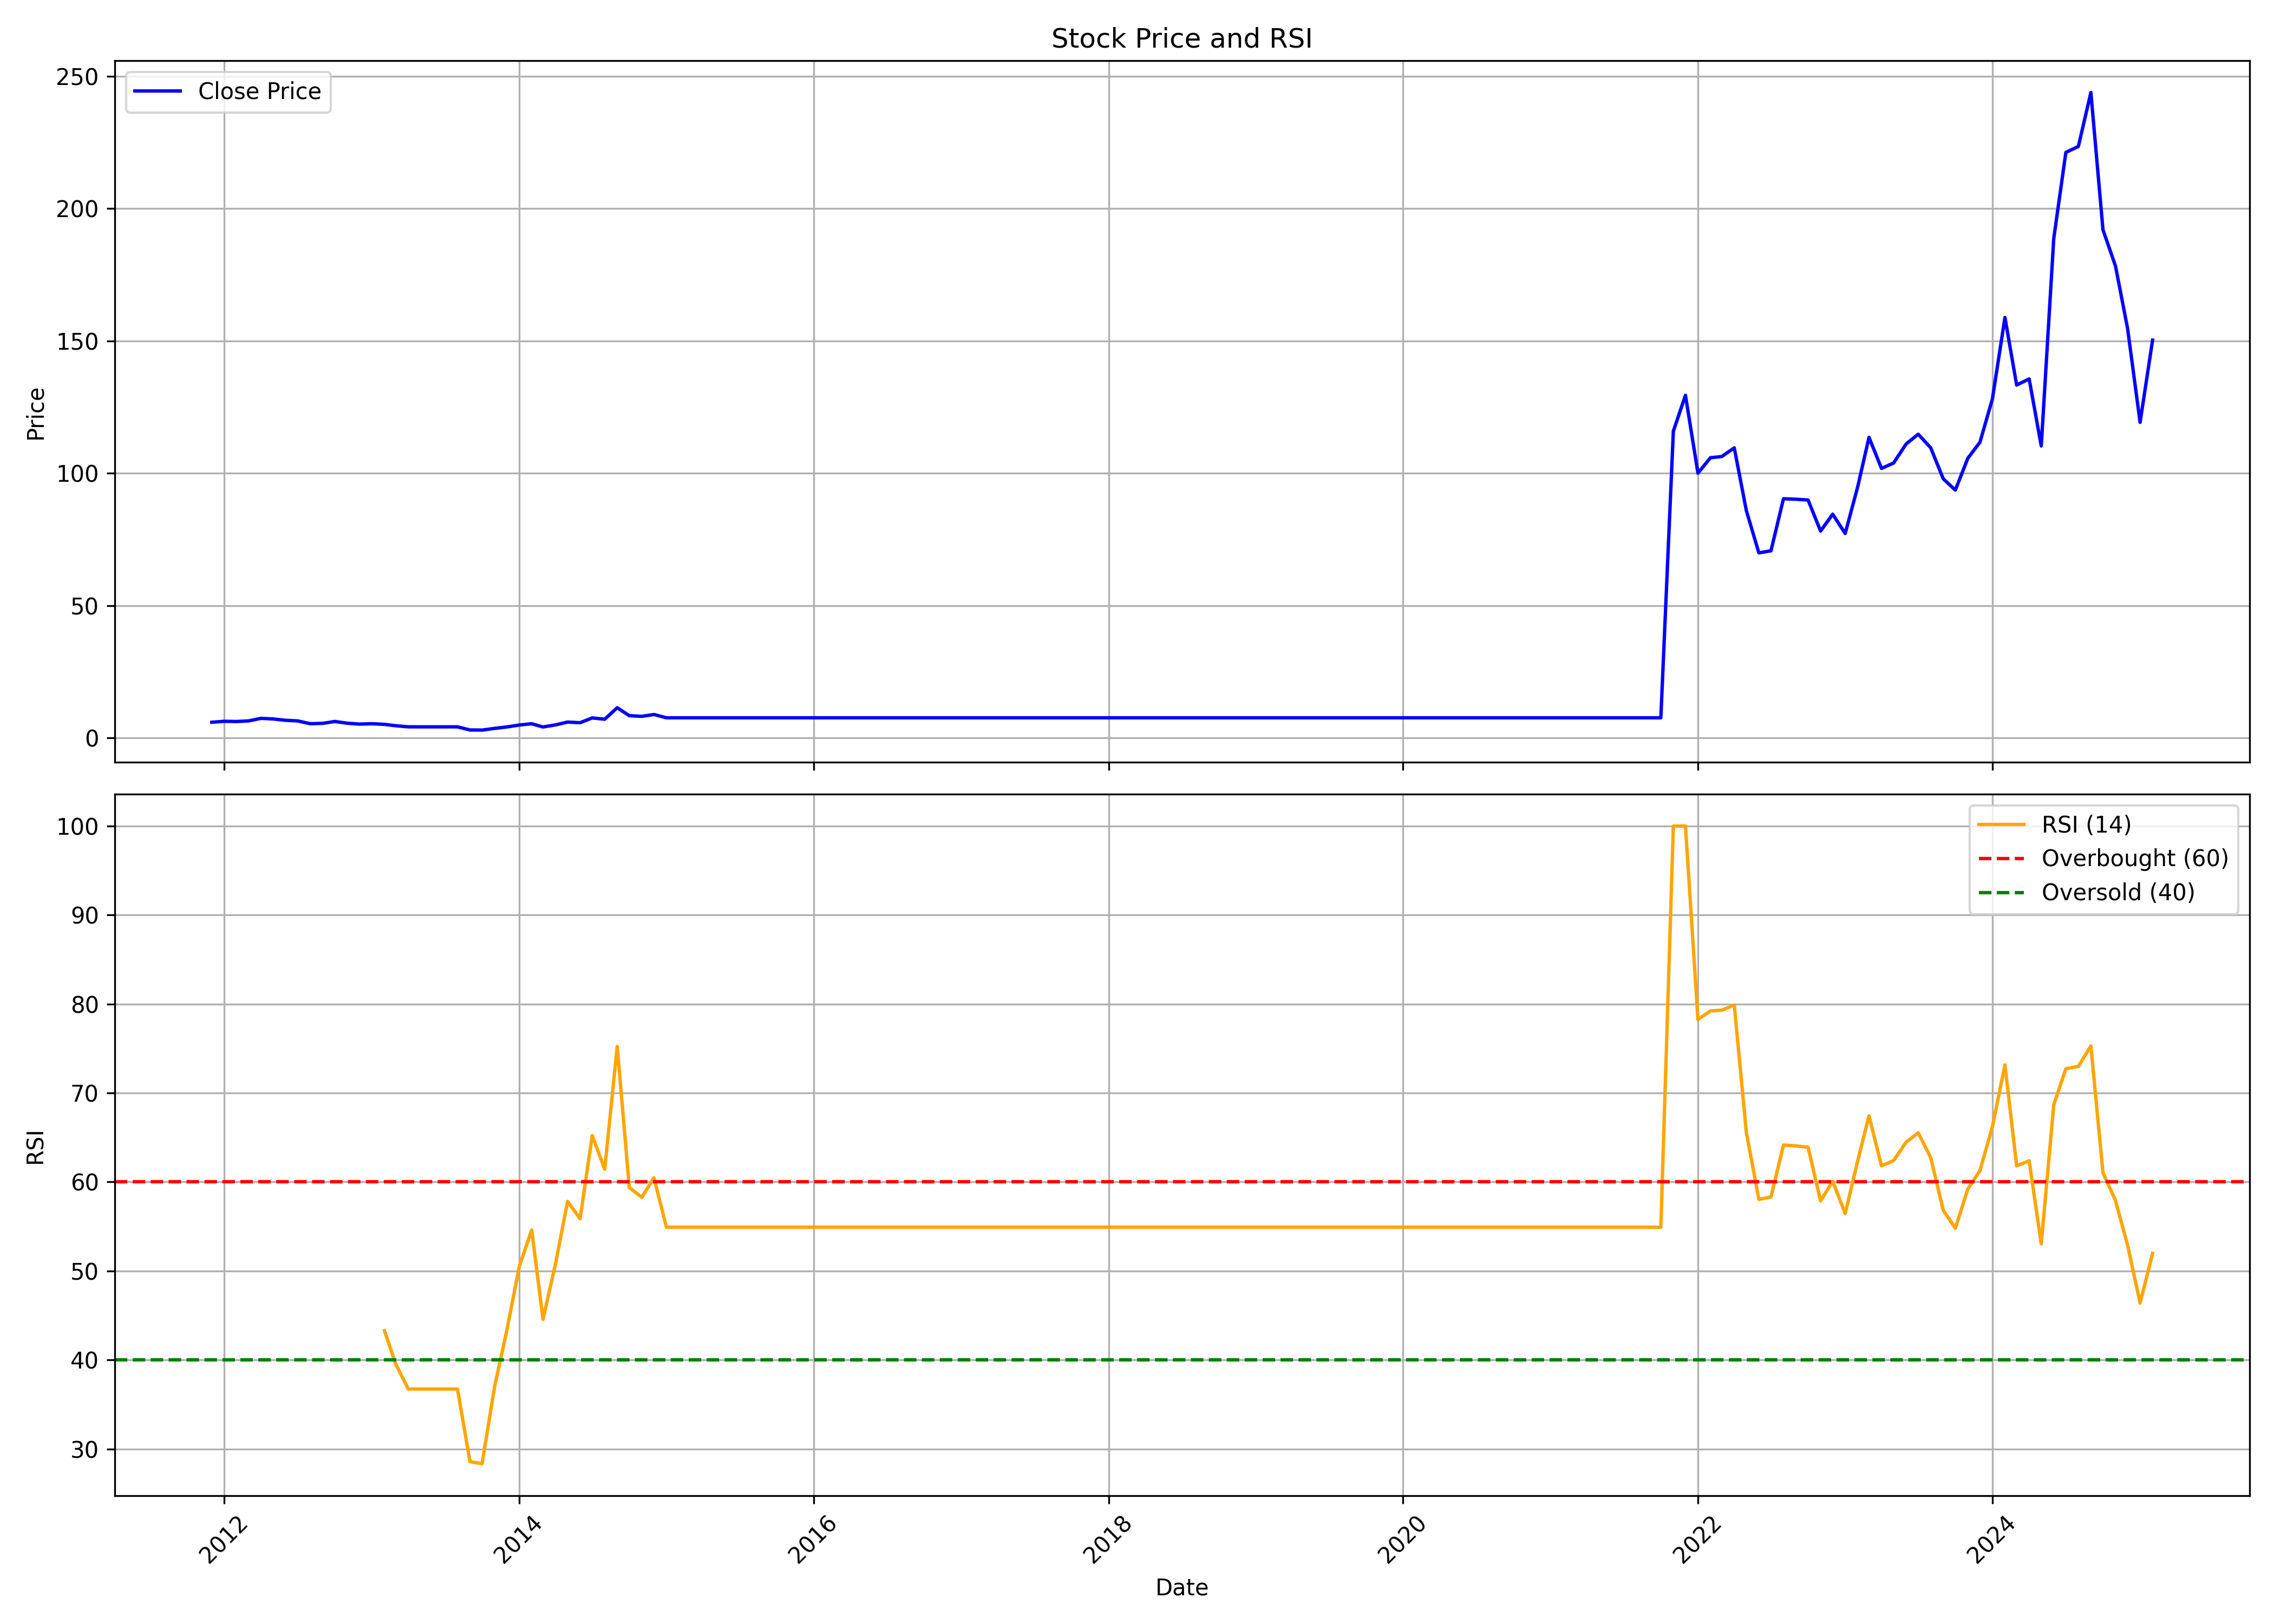 Stock Price and RSI
250
200
150
100
50
0
Price
Close Price
100
90
80
70
60
50
40
30
RSI
RSI (14)
Overbought (60)
Oversold (40)
2012
2014
2016
2018
2020
2022
2024
Date